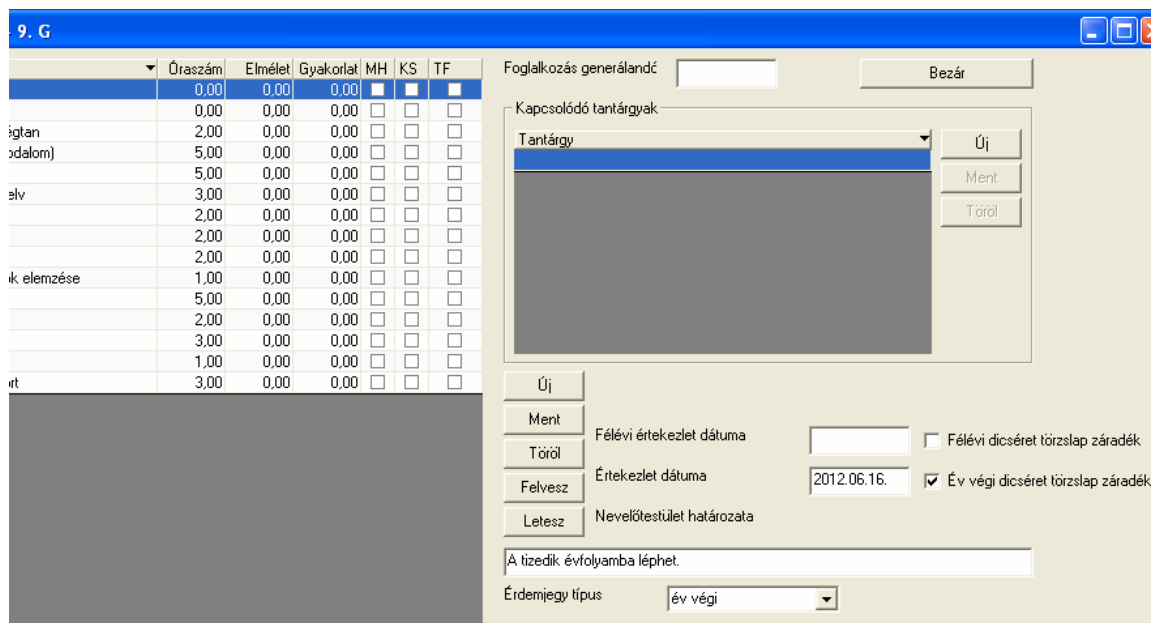 9. G
Óraszám Elmélet Gyakorlat MH KS TF
0,00 0,00 0,00
0,00 0,00 0,00
égtan 2,00 0,00 0,00
odalom) 5,00 0,00 0,00
5,00 0,00 0,00
elv 3,00 0,00 0,00
2,00 0,00 0,00
2,00 0,00 0,00
2,00 0,00 0,00
ok elemzése 1,00 0,00 0,00
5,00 0,00 0,00
2,00 0,00 0,00
3,00 0,00 0,00
1,00 0,00 0,00
rt 3,00 0,00 0,00
Foglalkozás generálandó
Bezár
Kapcsolódó tantárgyak
Tantárgy
Új
Ment
Töröl
Új
Ment
Töröl
Felvesz
Letesz
Félévi értekezlet dátuma
Félévi dicséret törzslap záradék
Értekezlet dátuma 2012.06.16.
Év végi dicséret törzslap záradék
Nevelőtestület határozata
A tizedik évfolyamba léphet.
Érdemjegy típus év végi